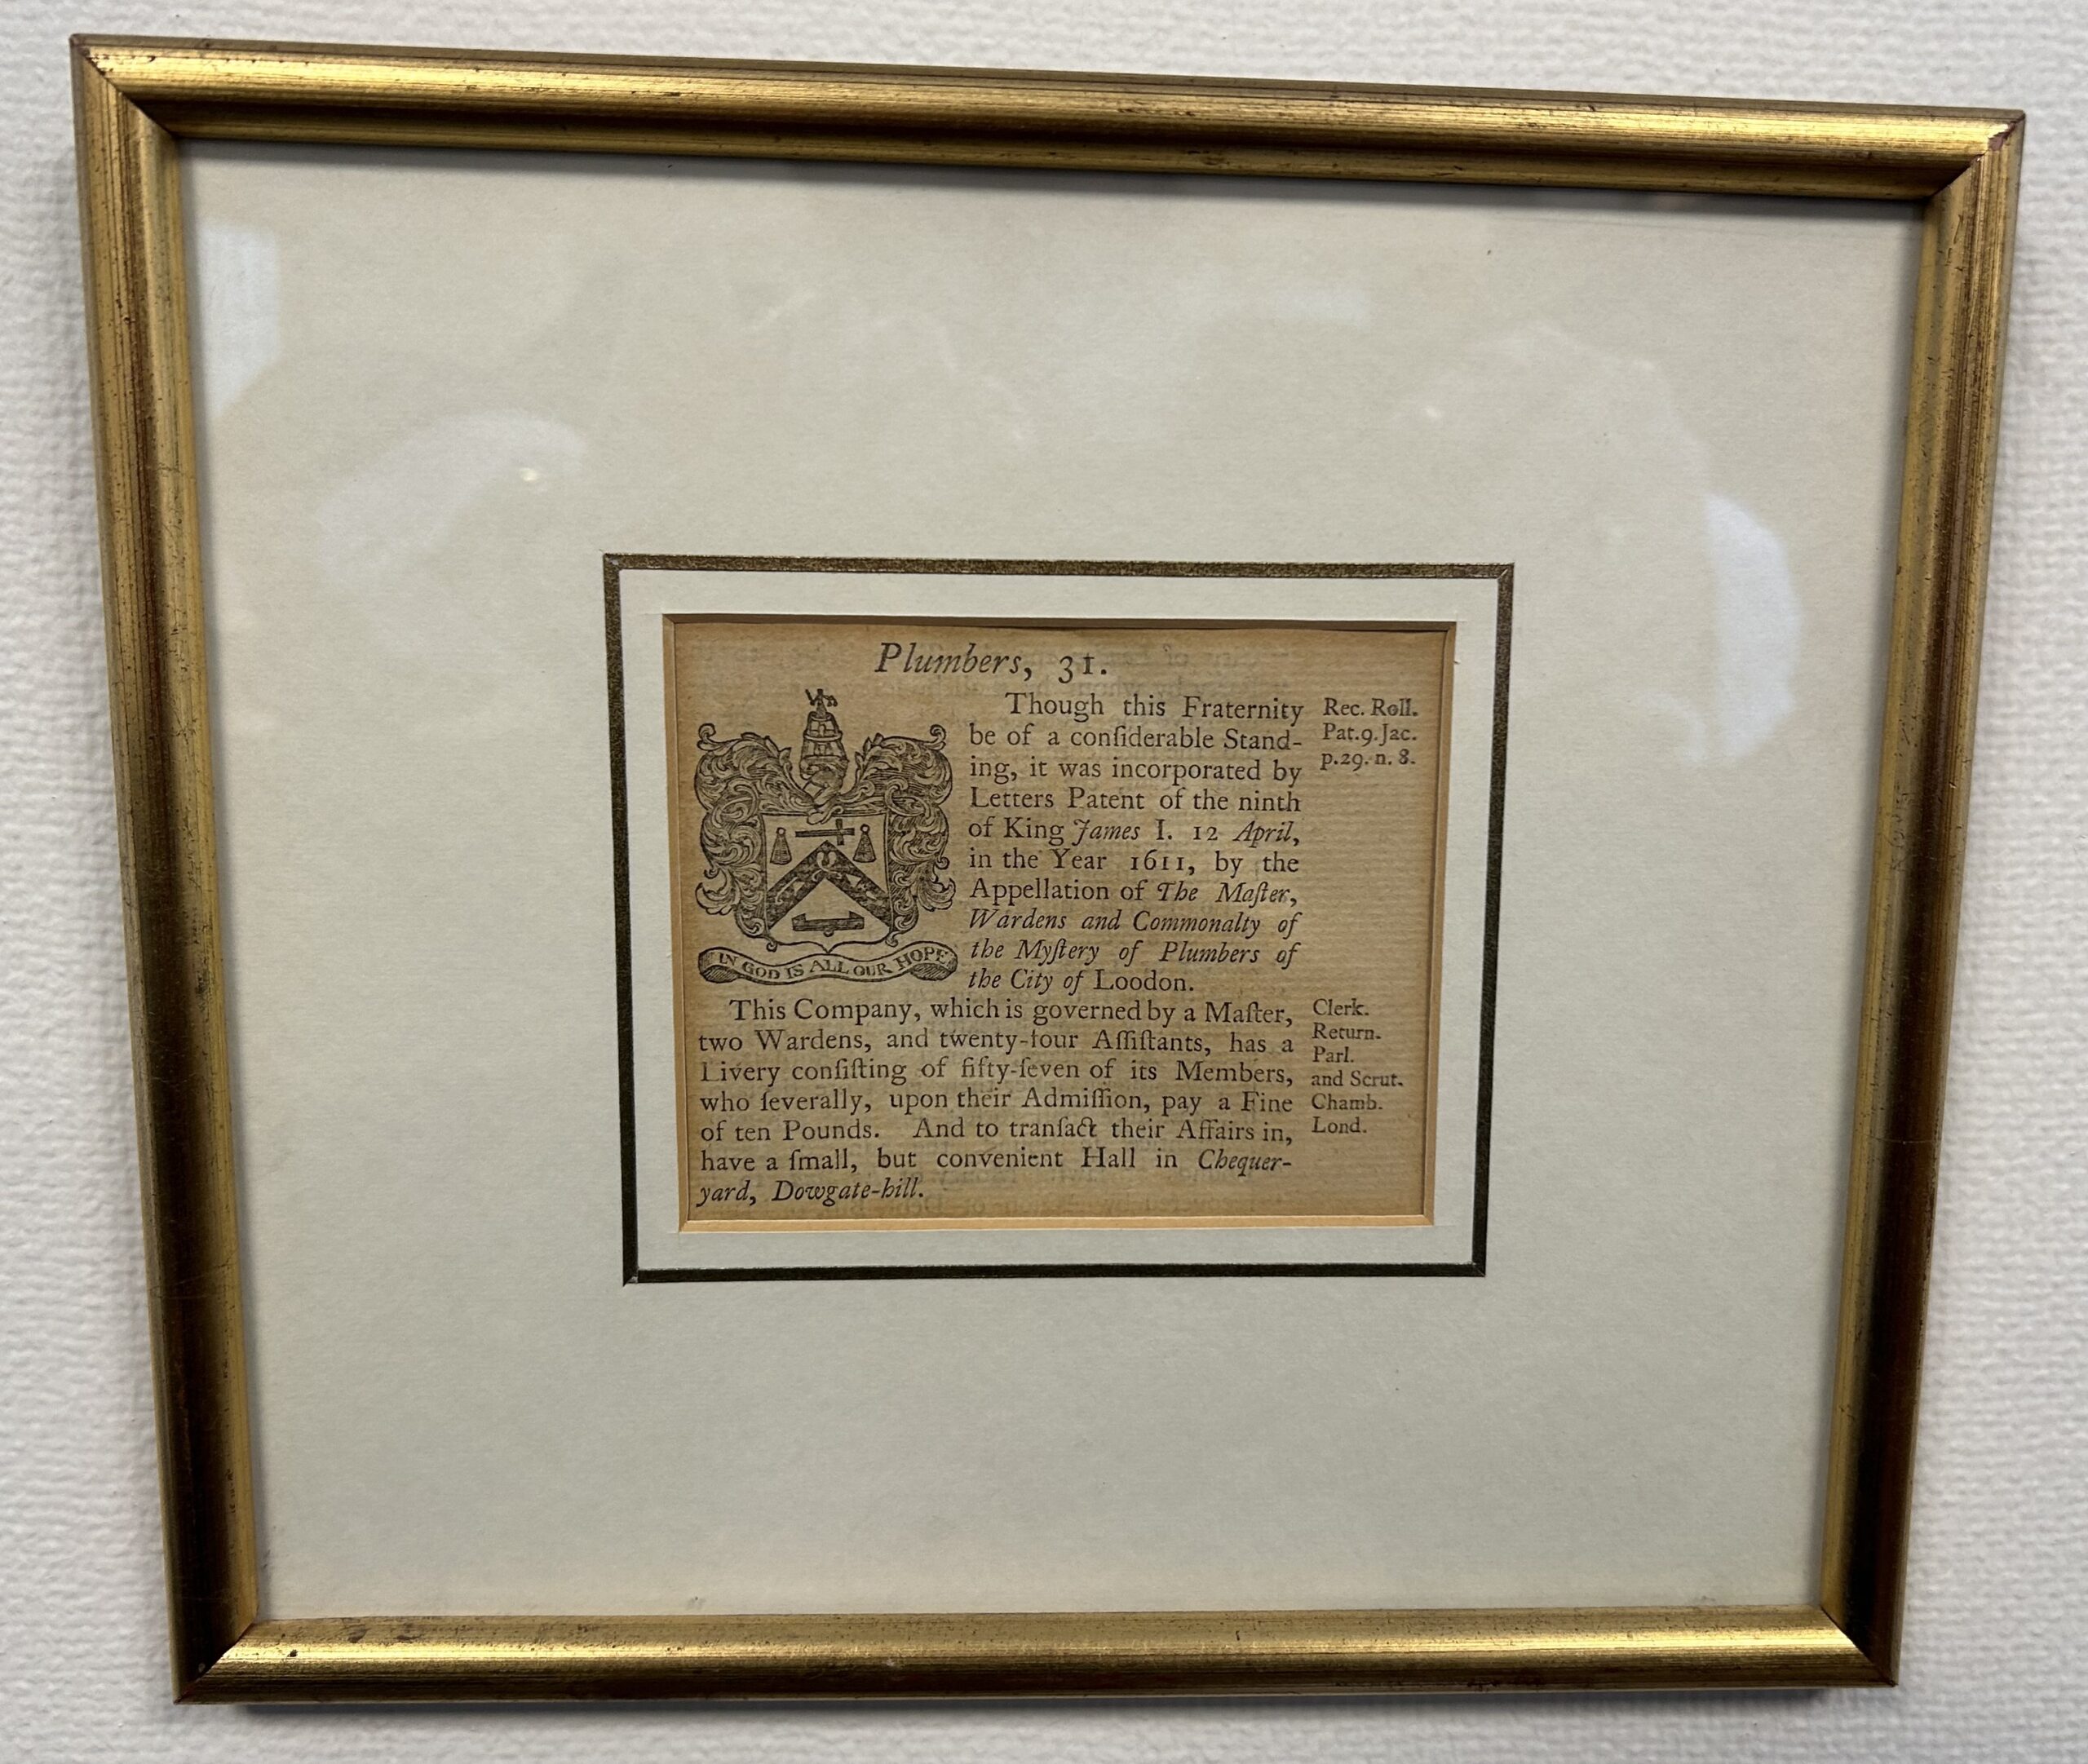 Plumbers, 31.
Though this Fraternity
be of a conſiderable Stand-
ing, it was incorporated by
Letters Patent of the ninth
of King James I. 12 April,
in the Year 1611, by the
Appellation of The Maſter,
Wardens and Commonalty of
the Myſtery of Plumbers of
the City of Loodon.
Rec. Roll.
Pat.9.Jac.
p.29.n.8.
IN GOD IS ALL OUR HOPE
This Company, which is governed by a Maſter,
two Wardens, and twenty-four Aſſiſtants, has a
Livery conſiſting of fifty-ſeven of its Members,
who ſeverally, upon their Admiſſion, pay a Fine
of ten Pounds. And to tranſact their Affairs in,
have a ſmall, but convenient Hall in Chequer-
yard, Dowgate-hill.
Clerk.
Return.
Parl.
and Scrut.
Chamb.
Lond.